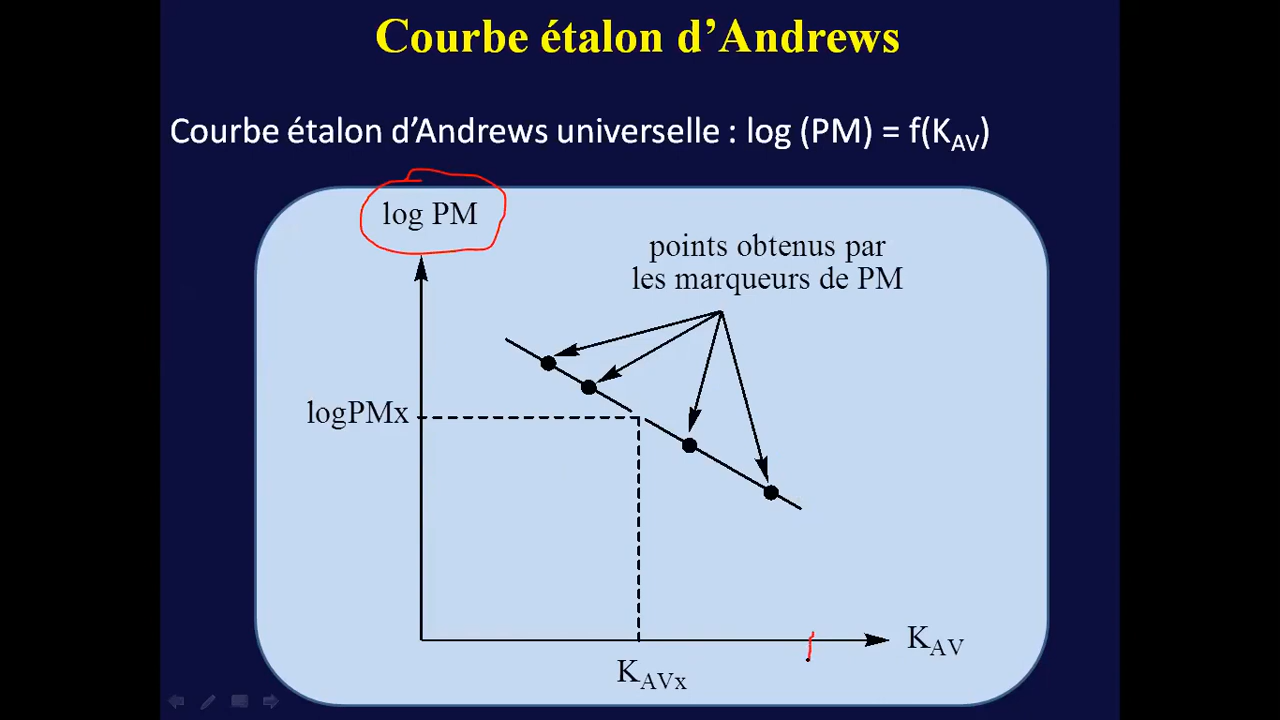 Courbe étalon d’Andrews
Courbe étalon d’Andrews universelle : log (PM) = f(KAV)
log PM
points obtenus par
les marqueurs de PM
logPMx
KAV
KAVx